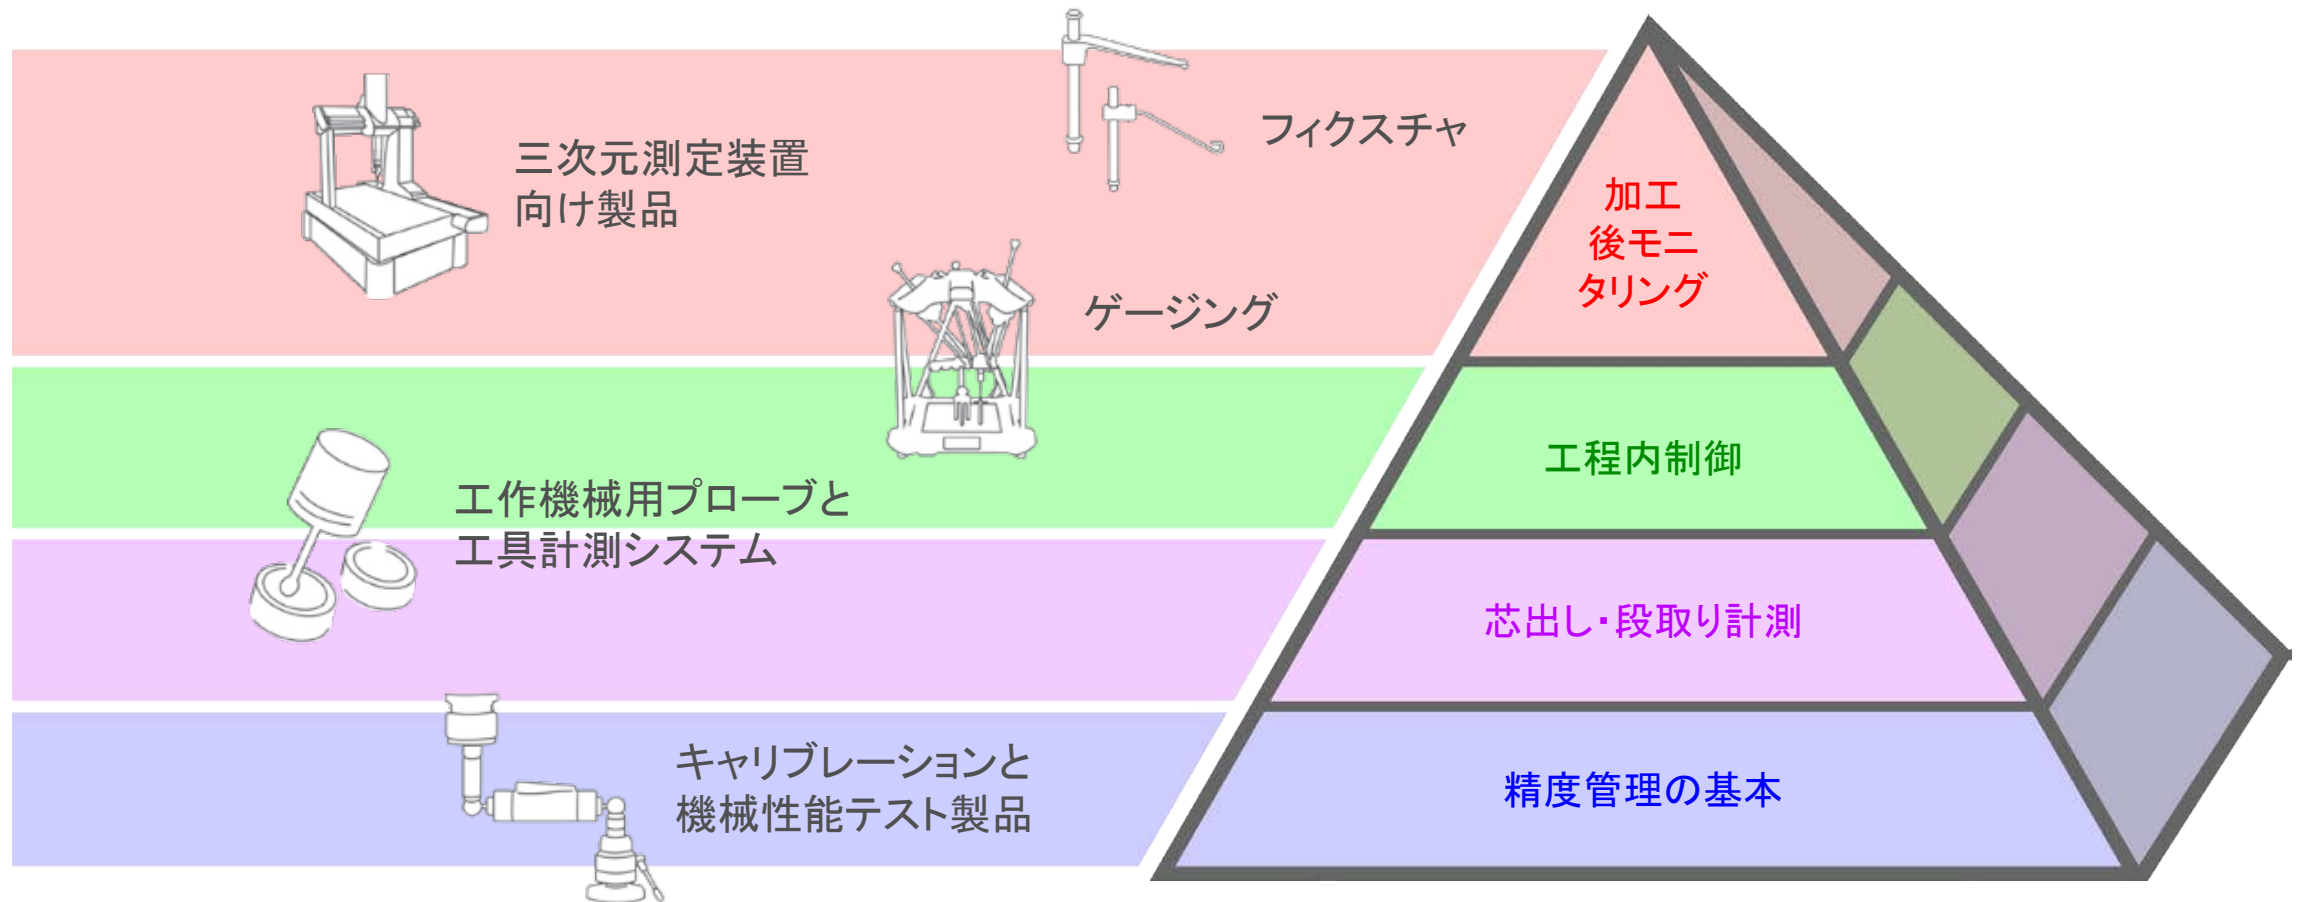 三次元測定装置
向け製品
フィクスチャ
ゲージング
工作機械用プローブと
工具計測システム
キャリブレーションと
機械性能テスト製品
加工
後モニ
タリング
工程内制御
芯出し・段取り計測
精度管理の基本